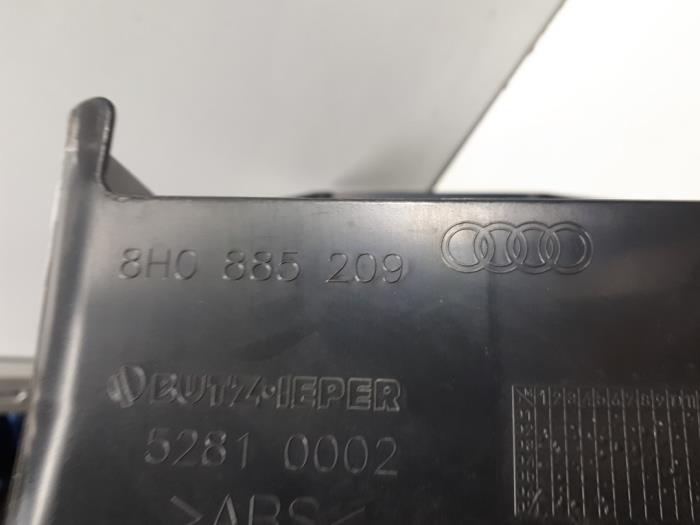 8H0 885 209
BUTZ-IEPER
5281 0002
>ABS<